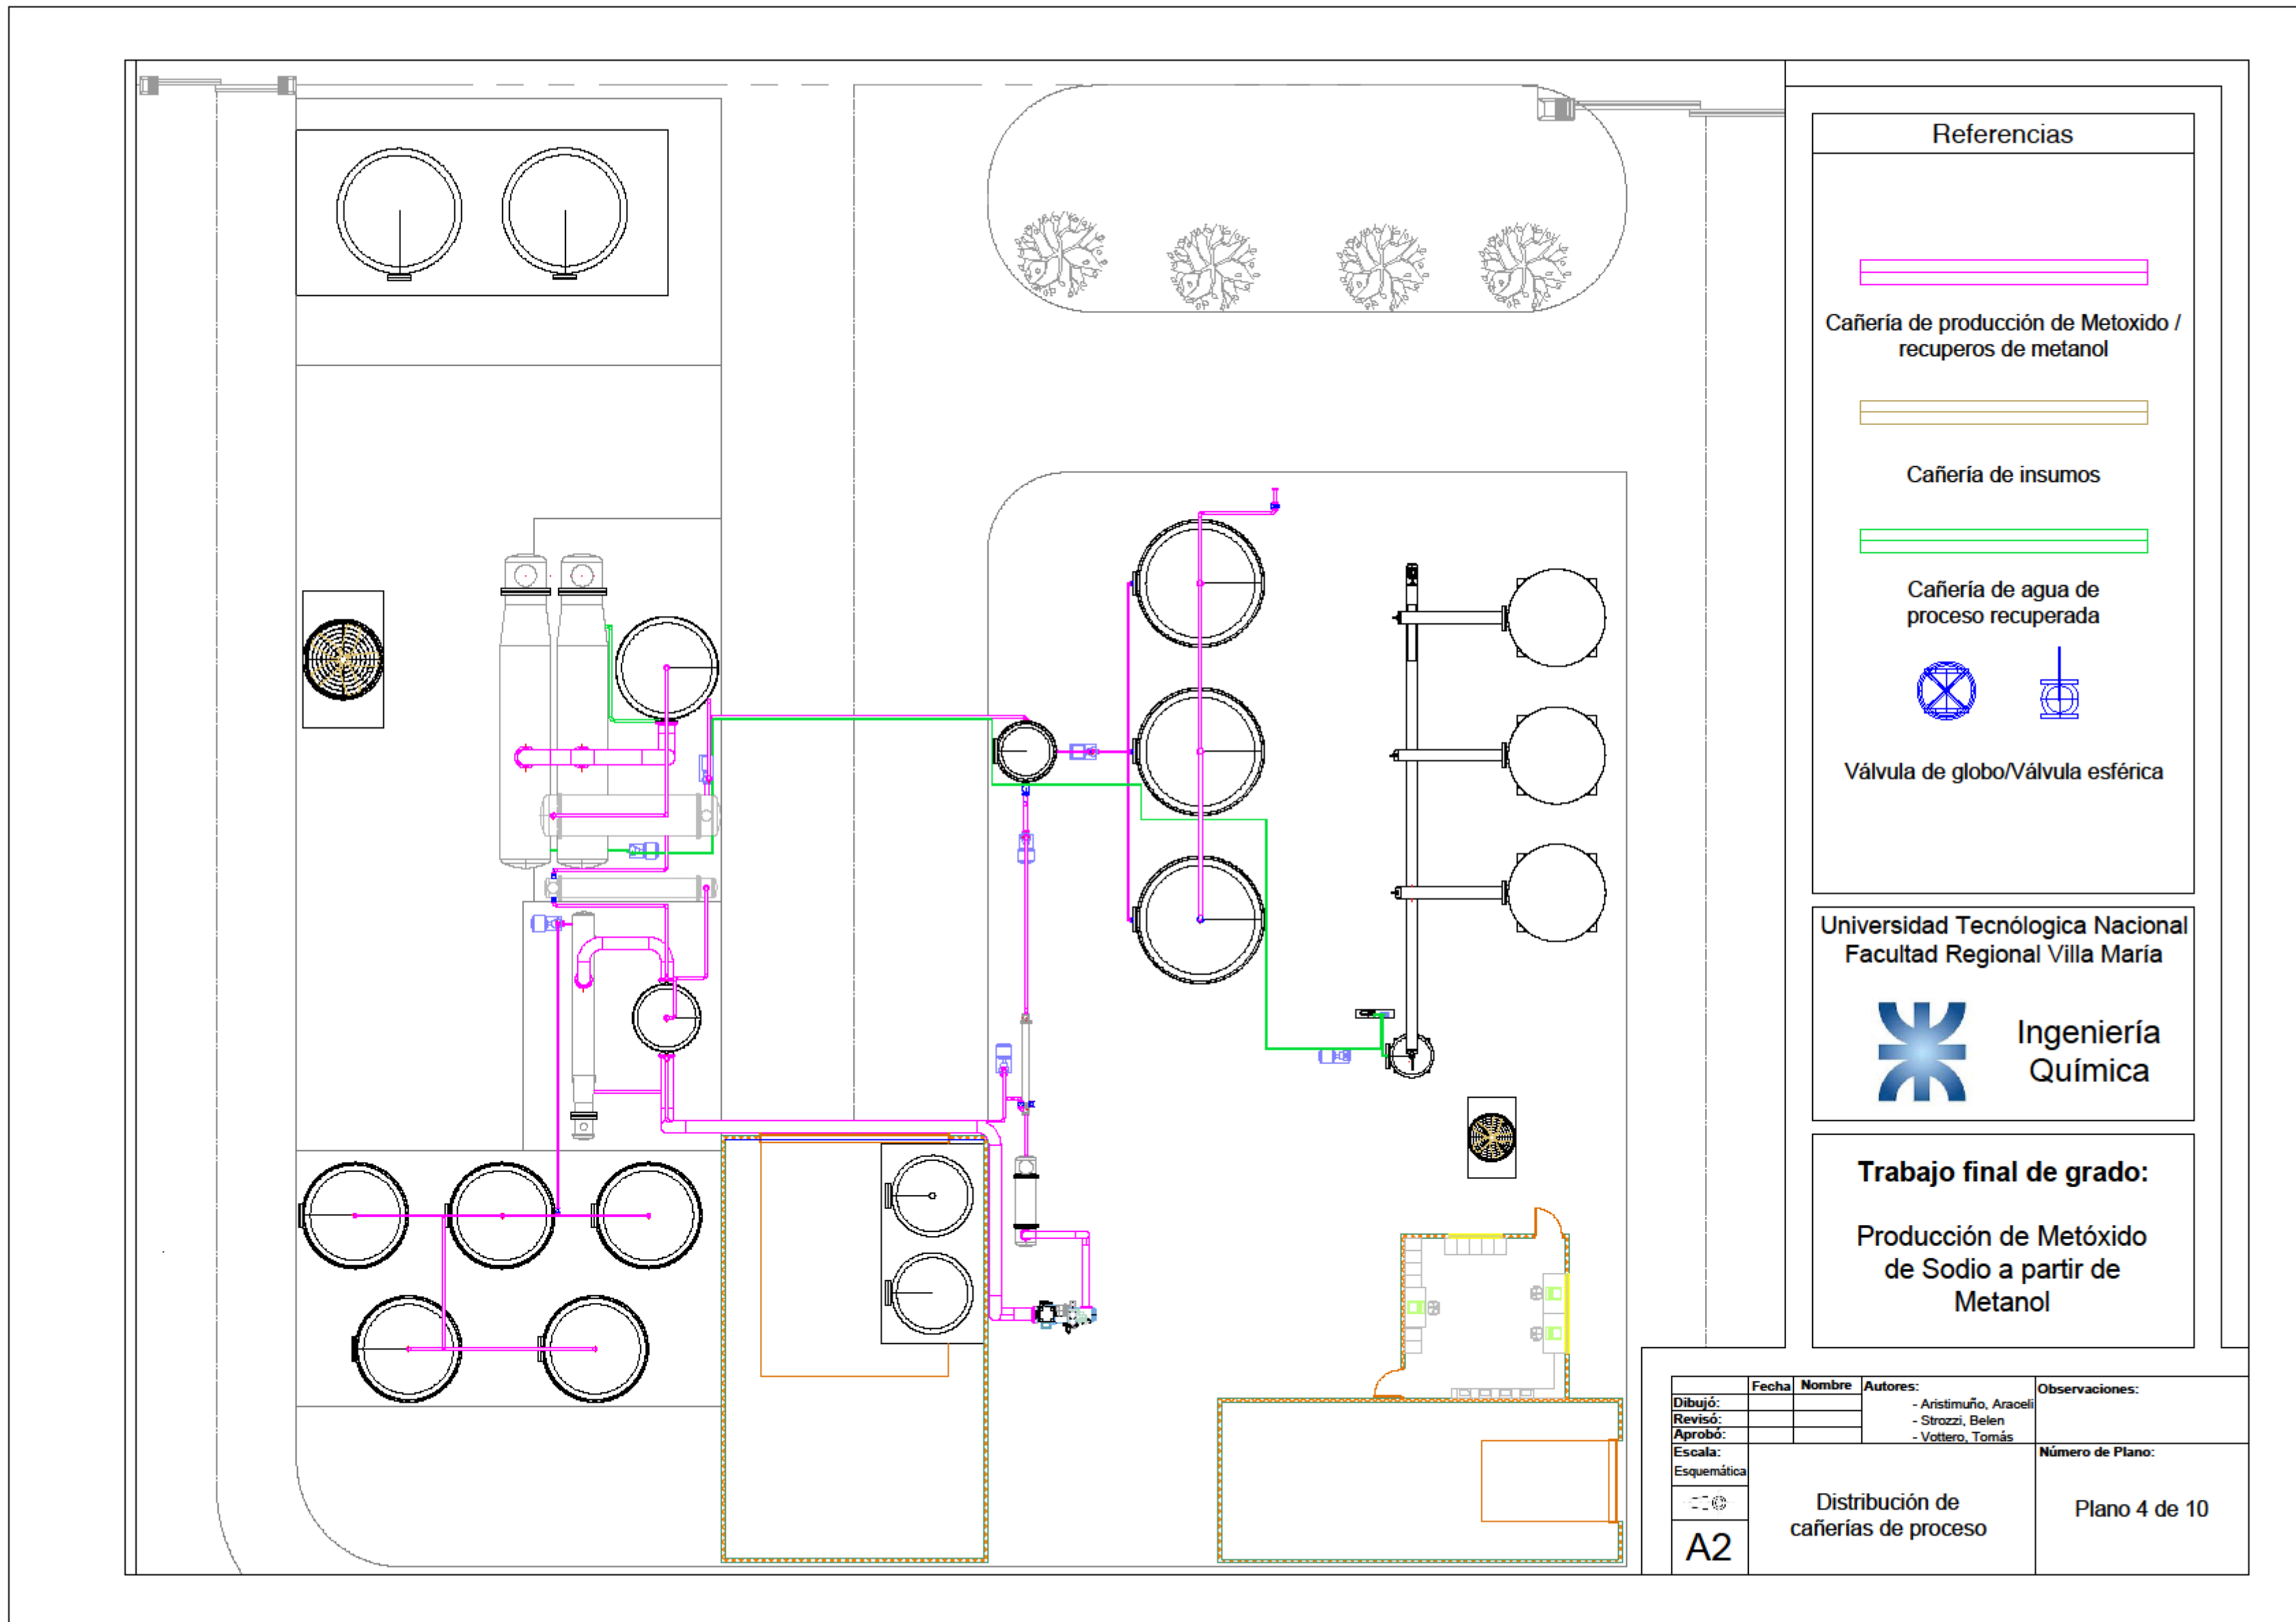 Referencias
Cañería de producción de Metoxido /
recuperos de metanol
Cañería de insumos
Cañería de agua de
proceso recuperada
Válvula de globo/Válvula esférica
Universidad Tecnólogica Nacional
Facultad Regional Villa María
Ingeniería
Química
Trabajo final de grado:
Producción de Metóxido
de Sodio a partir de
Metanol
Fecha Nombre Autores: Observaciones:
Dibujó: - Aristimuño, Araceli
Revisó: - Strozzi, Belen
Aprobó: - Vottero, Tomás
Escala: Número de Plano:
Esquemática
Distribución de
cañerías de proceso
Plano 4 de 10
A2